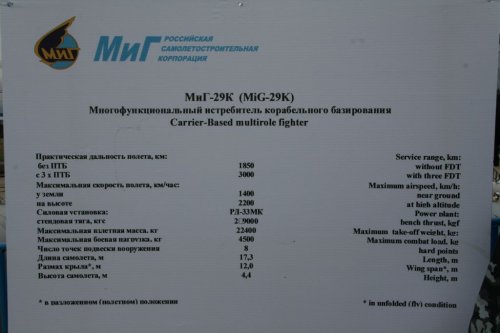 МиГ
МиГ
РОССИЙСКАЯ
САМОЛЕТОСТРОИТЕЛЬНАЯ
КОРПОРАЦИЯ
МиГ-29К (MiG-29K)
Многофункциональный истребитель корабельного базирования
Carrier-Based multirole fighter
Практическая дальность полета, км: Service range, km:
без ПТБ 1850 without FDT
с 3 х ПТБ 3000 with three FDT
Максимальная скорость полета, км/час: Maximum airspeed, km/h:
у земли 1400 near ground
на высоте 2200 at high altitude
Силовая установка: РД-33МК Power plant:
стендовая тяга, кгс 2х9000 bench thrust, kgf
Максимальная взлетная масса, кг 22400 Maximum take-off weight, kg
Максимальная боевая нагрузка, кг 4500 Maximum combat load, kg
Число точек подвески вооружения 8 hard points
Длина самолета, м 17,3 Length, m
Размах крыла*, м 12,0 Wing span*, m
Высота самолета, м 4,4 Height, m
* в разложенном (полетном) положении * in unfolded (flv) condition